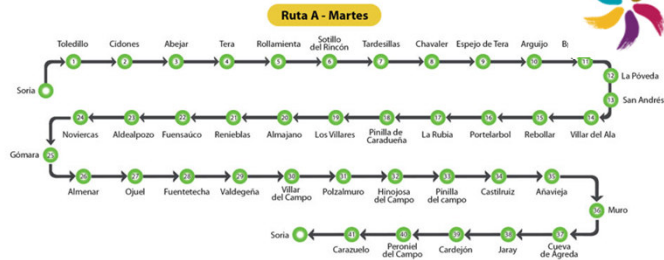 Ruta A - Martes
Toledillo
Cidones
Abejar
Tera
Rollamienta
Sotillo
del Rincón
Tardesillas
Chavaler
Espejo de Tera
Arguijo
1
2
3
4
5
6
7
8
9
10
11
Soria
12
La Póveda
13
San Andrés
24
23
22
21
20
19
18
17
16
15
14
Noviercas
Aldealpozo
Fuensaúco
Renieblas
Almajano
Los Villares
Pinilla de
Caradueña
La Rubia
Portelarbol
Rebollar
Villar del Ala
Gómara
25
26
27
28
29
30
31
32
33
34
35
Almenar
Ojuel
Fuentetecha
Valdegeña
Villar
del Campo
Polzalmuro
Hinojosa
del Campo
Pinilla
del campo
Castilruiz
Añavieja
36
Muro
Soria
41
40
39
38
37
Carazuelo
Peroniel
del Campo
Cardejón
Jaray
Cueva
de Ágreda